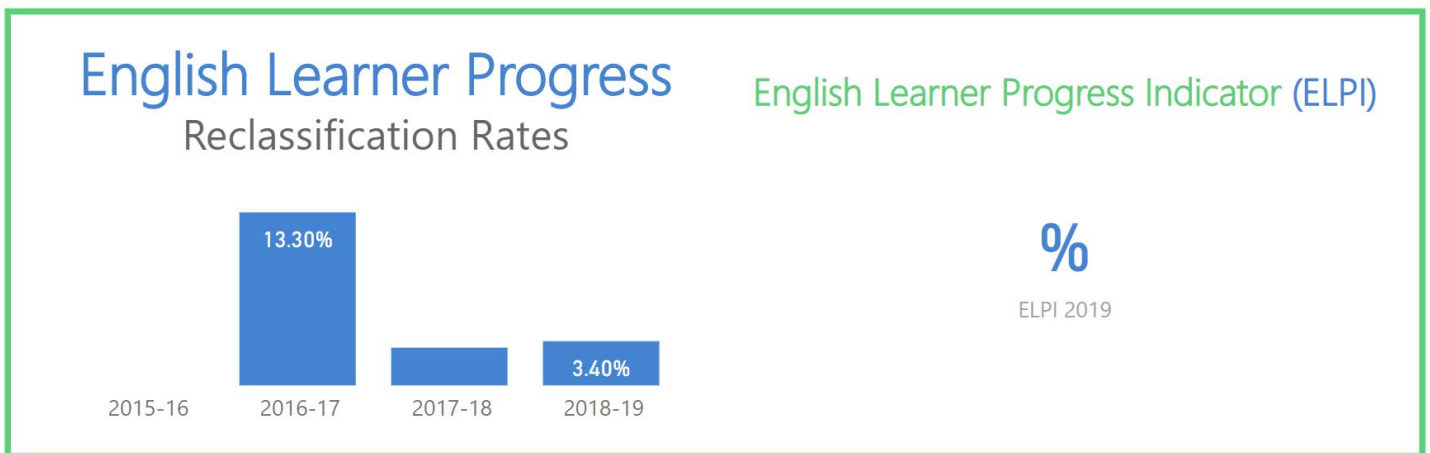 English Learner Progress
Reclassification Rates
13.30%
3.40%
2015-16
2016-17
2017-18
2018-19
English Learner Progress Indicator (ELPI)
%
ELPI 2019